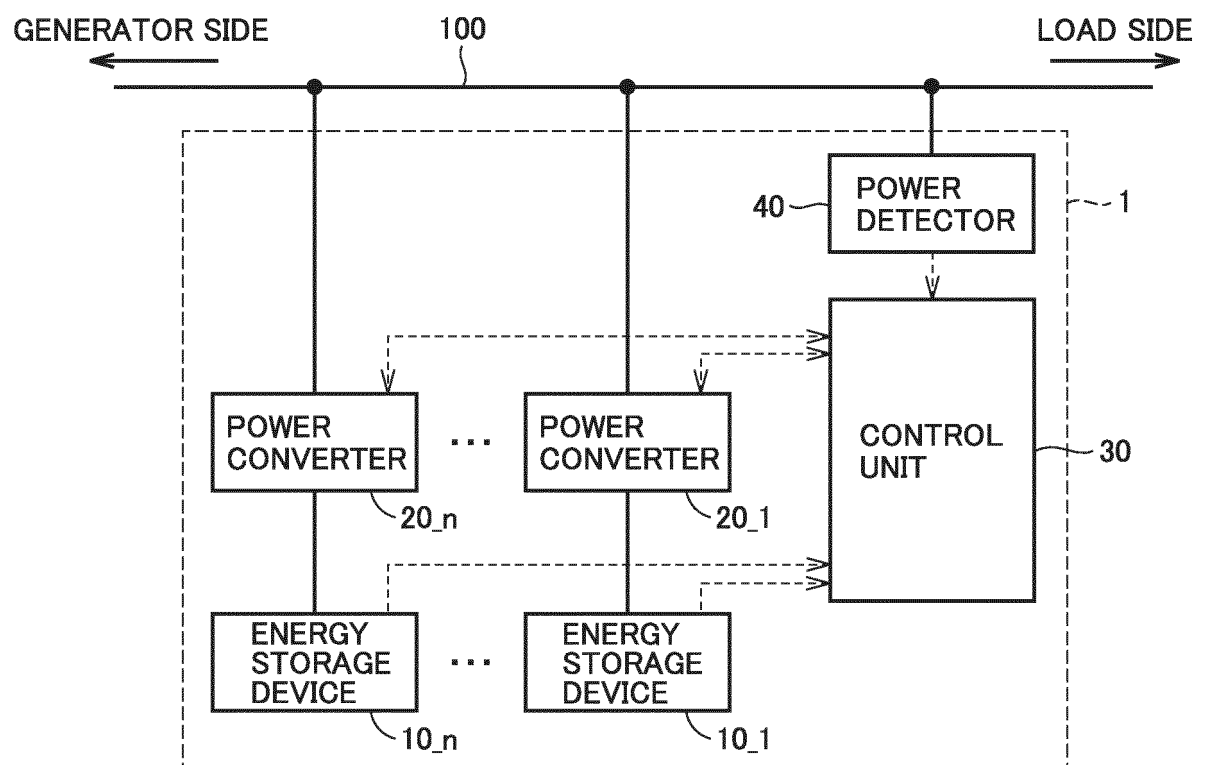 GENERATOR SIDE
100
LOAD SIDE
POWER
DETECTOR
40
1
POWER
CONVERTER
...
POWER
CONVERTER
CONTROL
UNIT
30
20_n
20_1
ENERGY
STORAGE
DEVICE
...
ENERGY
STORAGE
DEVICE
10_n
10_1